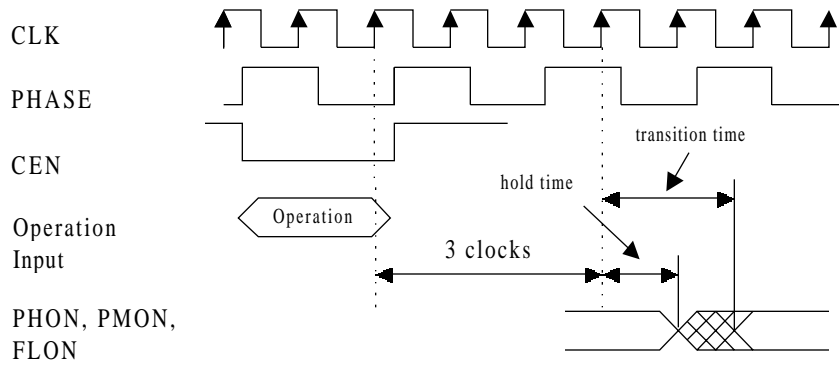 CLK
PHASE
transition time
CEN
hold time
Operation
Operation
Input
3 clocks
PHON, PMON,
FLON